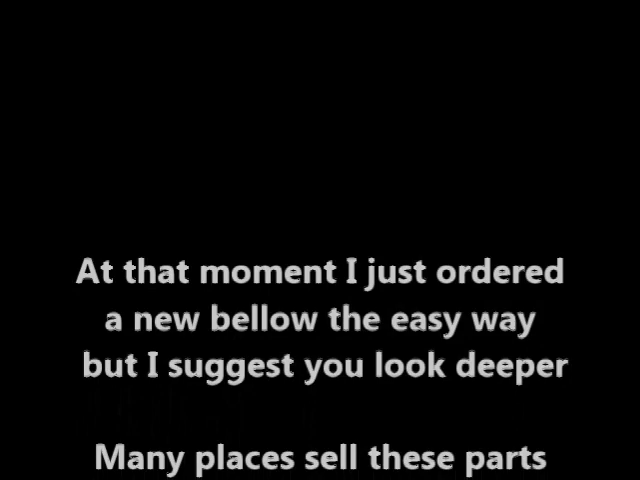 At that moment I just ordered
a new bellow the easy way
but I suggest you look deeper
Many places sell these parts